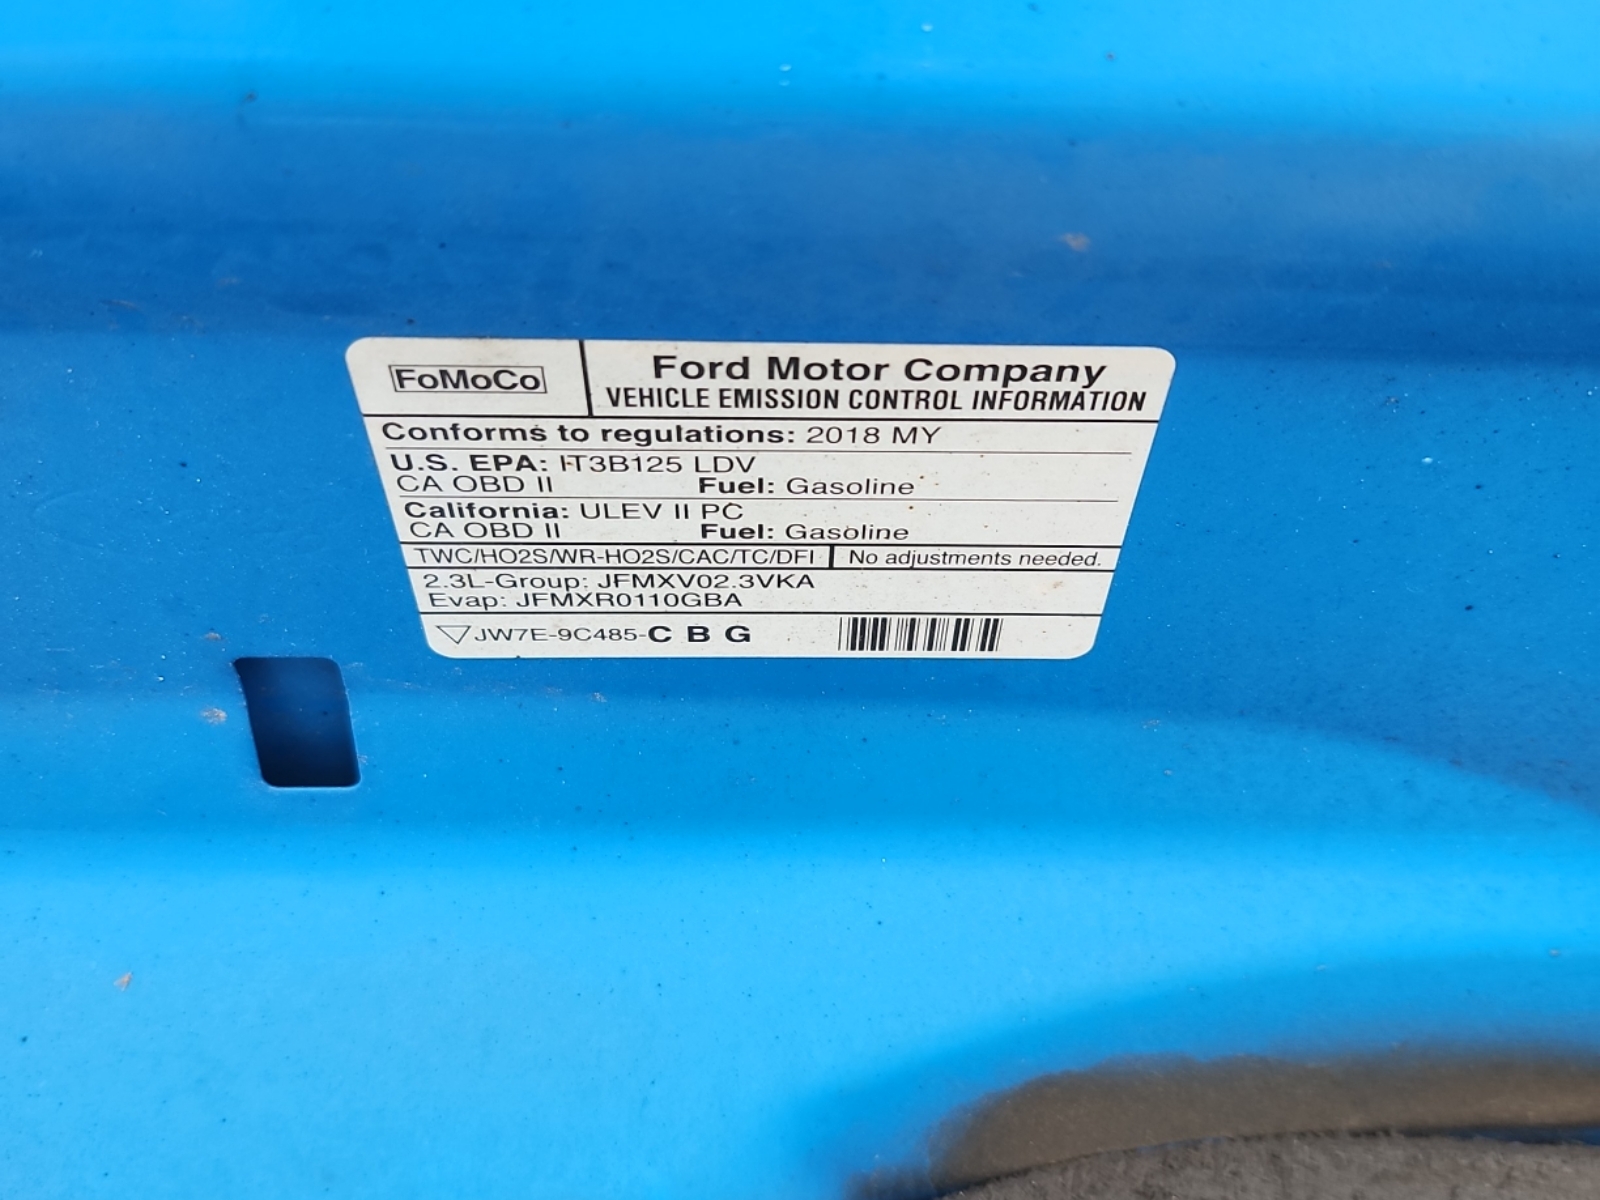 FoMoCo
Ford Motor Company
VEHICLE EMISSION CONTROL INFORMATION
Conforms to regulations: 2018 MY
U.S. EPA: T3B125 LDV
CA OBD II Fuel: Gasoline
California: ULEV II PC
CA OBD II Fuel: Gasoline
TWC/HO2S/WR-HO2S/CAC/TC/DFI No adjustments needed.
2.3L-Group: JFMXV02.3VKA
Evap: JFMXR0110GBA
JW7E-9C485-C B G